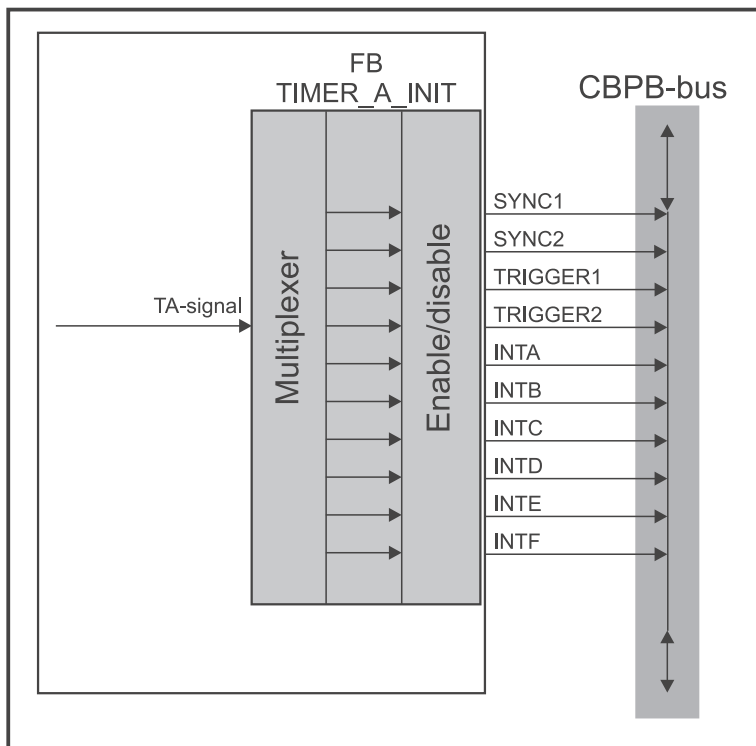 FB
TIMER_A_INIT
CBPB-bus
SYNC1
SYNC2
TRIGGER1
TA-signal
TRIGGER2
Multiplexer
Enable/disable
INTA
INTB
INTC
INTD
INTE
INTF